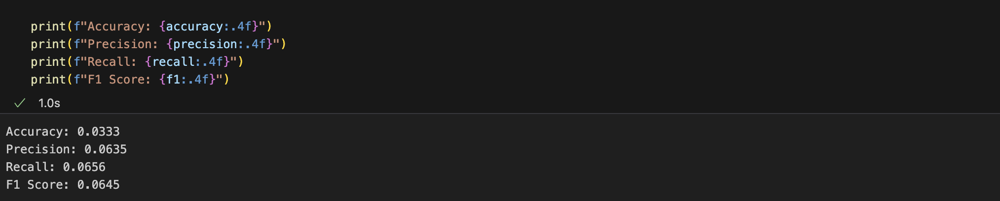 print(f"Accuracy: {accuracy:.4f}")
print(f"Precision: {precision:.4f}")
print(f"Recall: {recall:.4f}")
print(f"F1 Score: {f1:.4f}")
1.0s
Accuracy: 0.0333
Precision: 0.0635
Recall: 0.0656
F1 Score: 0.0645